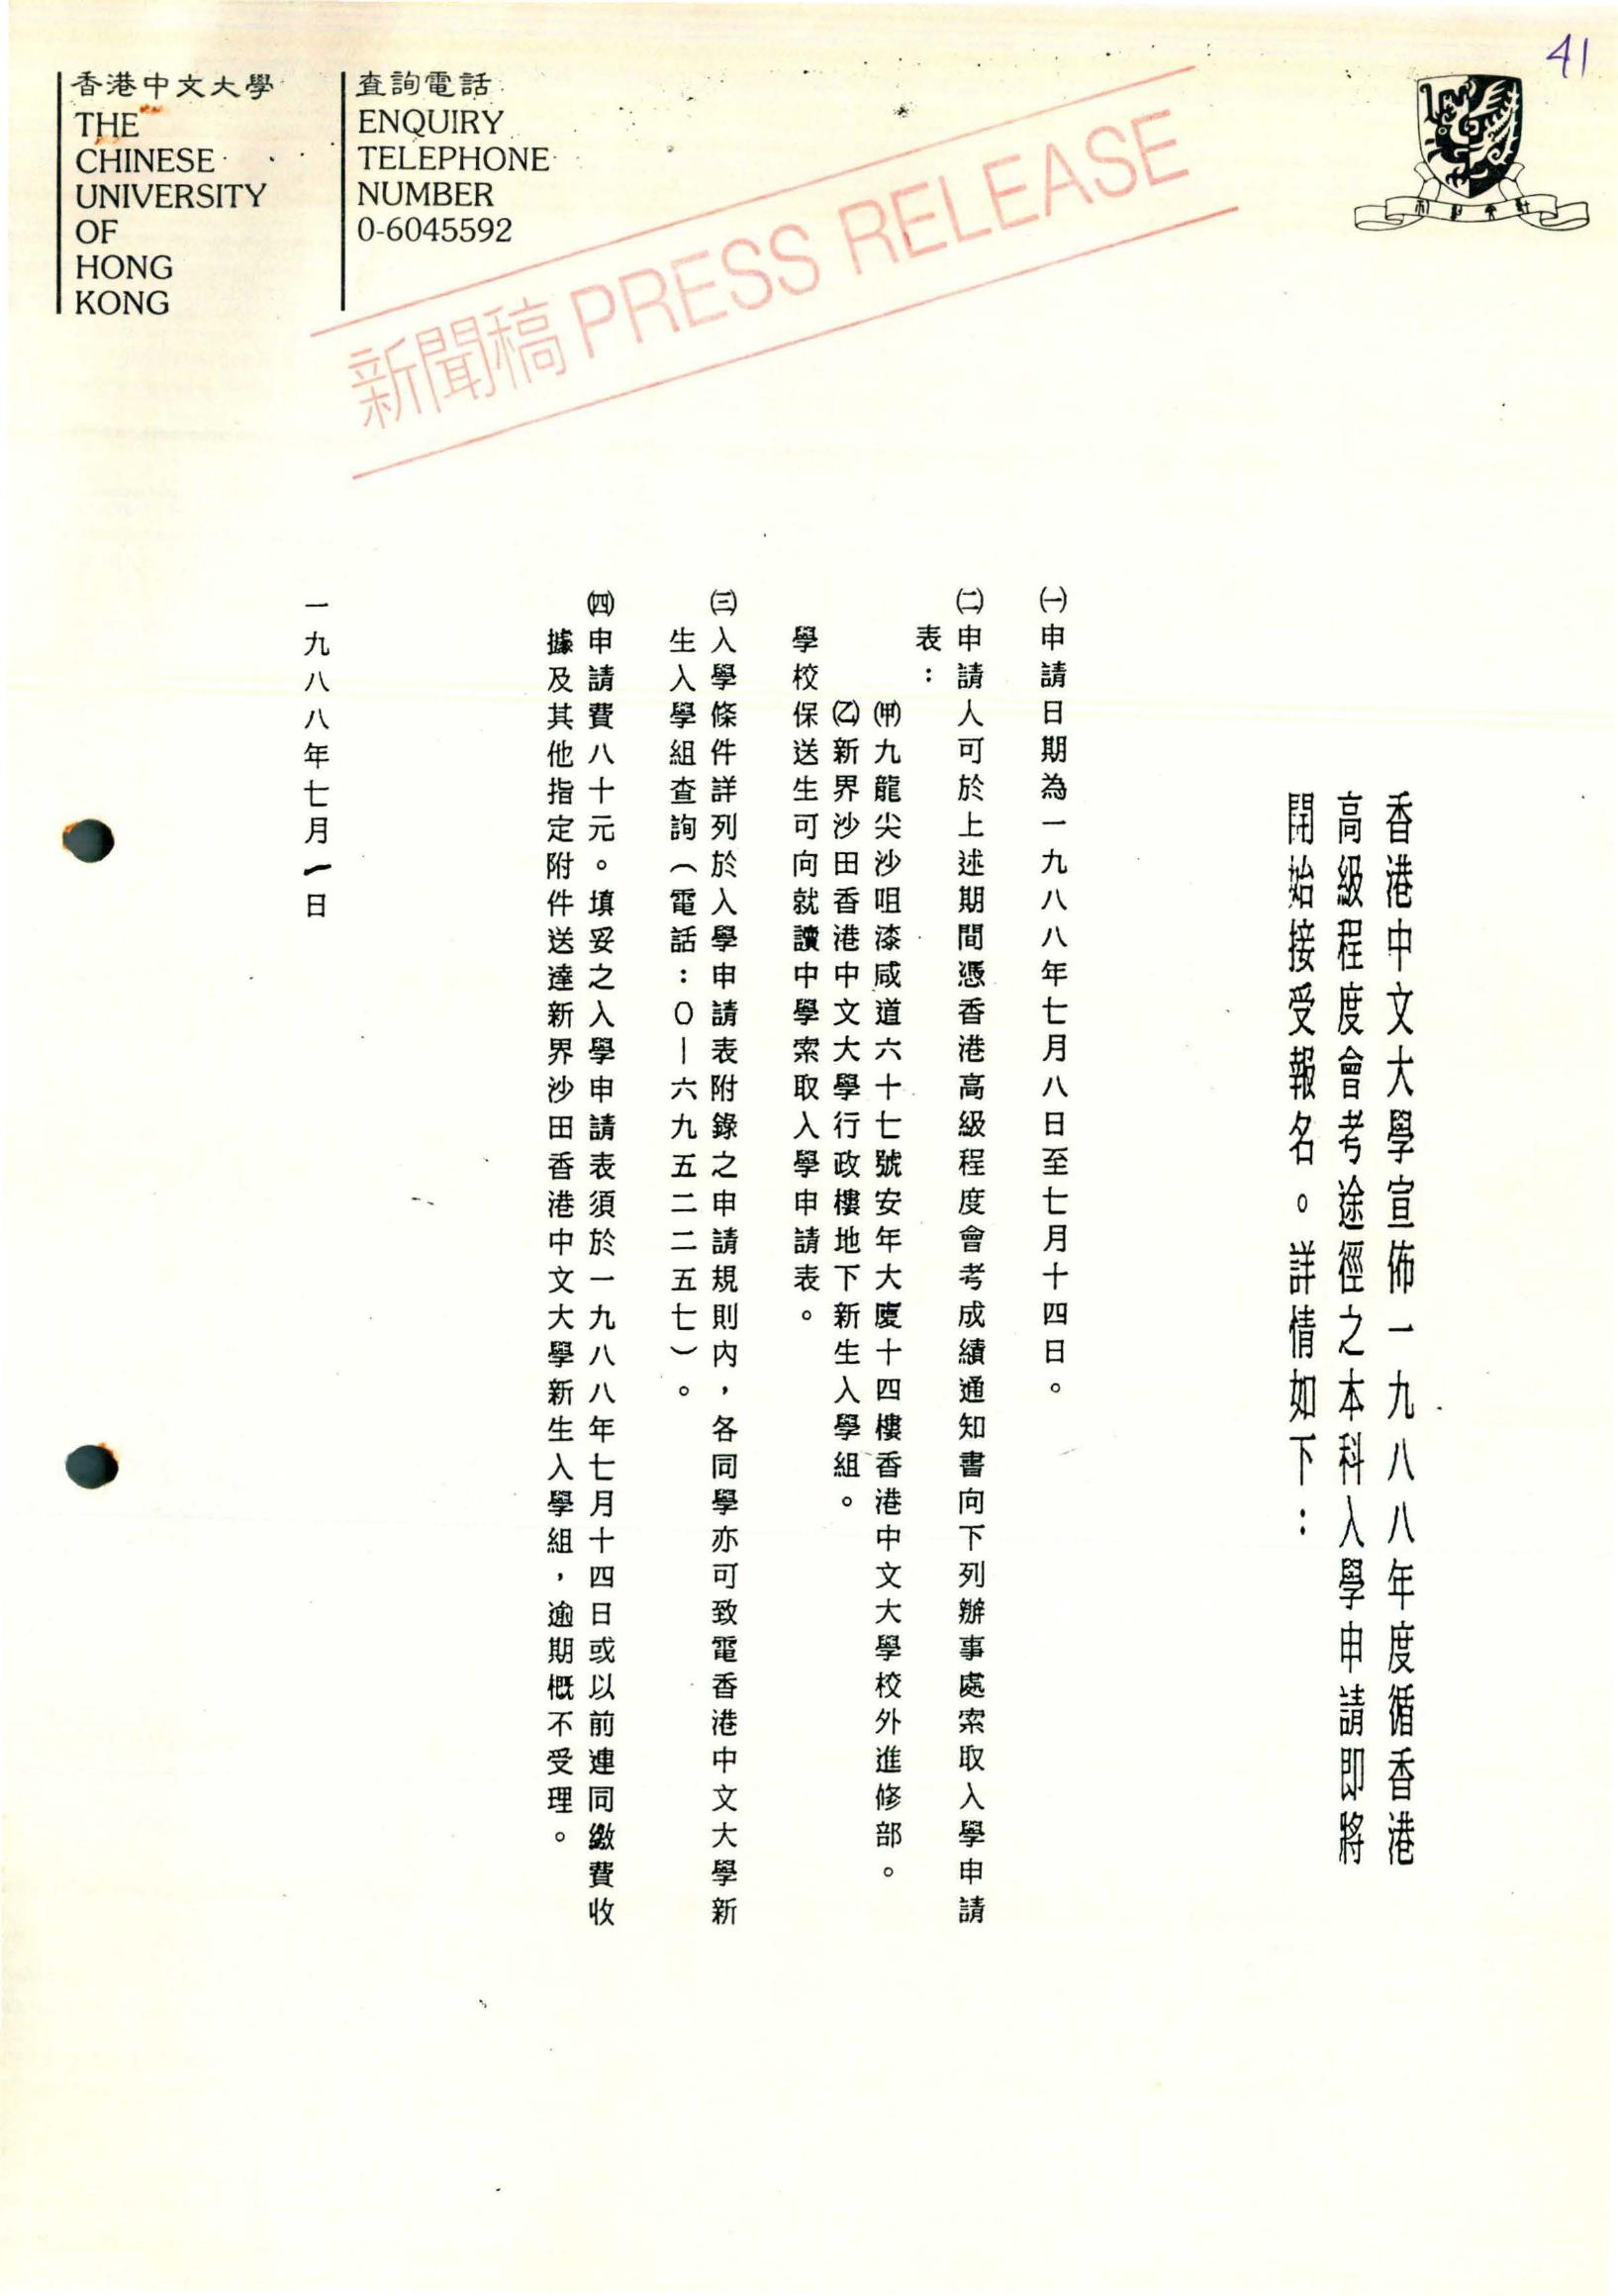 41
香港中文大學
THE
CHINESE
UNIVERSITY
OF
HONG
KONG
查詢電話
ENQUIRY
TELEPHONE
NUMBER
0-6045592
新聞稿 PRESS RELEASE
香港中文大學宣佈一九八八年度循香港
高級程度會考途徑之本科入學申請即將
開始接受報名。詳情如下：
㈠申請日期為一九八八年七月八日至七月十四日。
㈡申請人可於上述期間憑香港高級程度會考成績通知書向下列辦事處索取入學申請
表：
㈙九龍尖沙咀漆咸道六十七號安年大廈十四樓香港中文大學校外進修部。
㈚新界沙田香港中文大學行政樓地下新生入學組。
學校保送生可向就讀中學索取入學申請表。
㈢入學條件詳列於入學申請表附錄之申請規則內，各同學亦可致電香港中文大學新
生入學組查詢（電話：０－六九五二二五七）。
㈣申請費八十元。填妥之入學申請表須於一九八八年七月十四日或以前連同繳費收
據及其他指定附件送達新界沙田香港中文大學新生入學組，逾期概不受理。
一九八八年七月一日